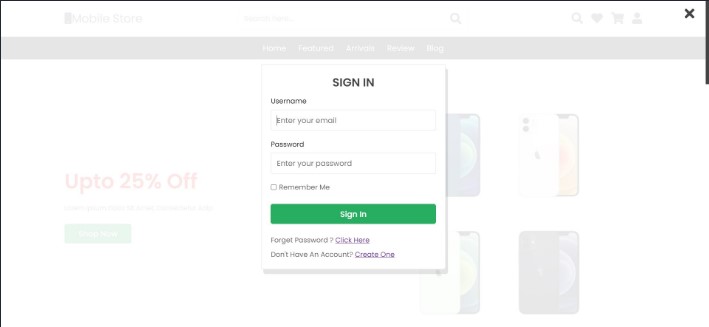 Mobile Store
Search here...
Home Featured Arrivals Review Blog
SIGN IN
Username
Enter your email
Password
Enter your password
Remember Me
Sign In
Forget Password ? Click Here
Don't Have An Account? Create One
Upto 25% Off
Shop Now